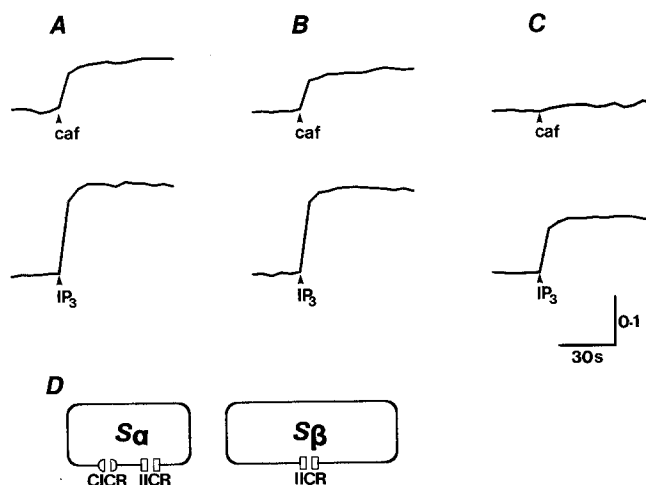 A B C
caf caf caf
IP3 IP3 IP3
0·1
30s
D
Sα Sβ
CICR IICR IICR